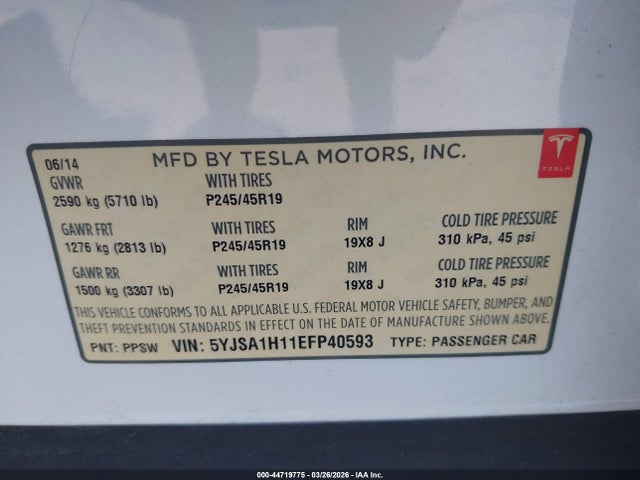 06/14 MFD BY TESLA MOTORS, INC.
TESLA
GVWR WITH TIRES
2590 kg (5710 lb) P245/45R19
GAWR FRT WITH TIRES RIM COLD TIRE PRESSURE
1276 kg (2813 lb) P245/45R19 19X8 J 310 kPa, 45 psi
GAWR RR WITH TIRES RIM COLD TIRE PRESSURE
1500 kg (3307 lb) P245/45R19 19X8 J 310 kPa, 45 psi
THIS VEHICLE CONFORMS TO ALL APPLICABLE U.S. FEDERAL MOTOR VEHICLE SAFETY, BUMPER, AND
THEFT PREVENTION STANDARDS IN EFFECT ON THE DATE OF MANUFACTURE SHOWN ABOVE.
PNT: PPSW VIN: 5YJSA1H11EFP40593 TYPE: PASSENGER CAR
000-44719775 - 03/26/2026 - IAA Inc.